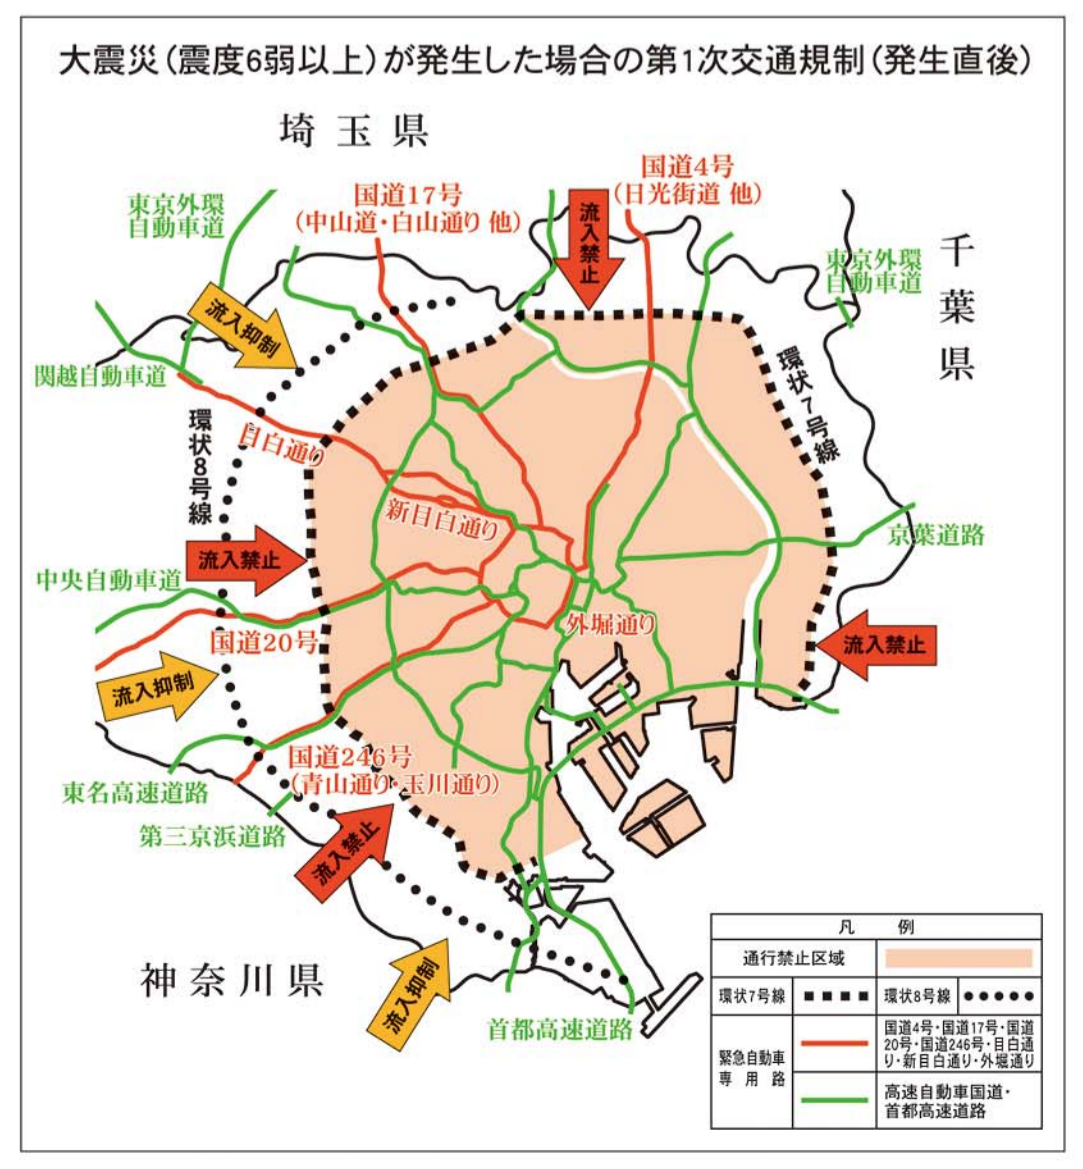 大震災(震度6弱以上)が発生した場合の第1次交通規制(発生直後)
埼玉県
国道4号
(日光街道 他)
国道17号
(中山道・白山通り 他)
東京外環
自動車道
流入禁止
千葉県
東京外環
自動車道
流入抑制
関越自動車道
環状7号線
環状8号線
目白通り
新目白通り
京葉道路
流入禁止
中央自動車道
外堀通り
国道20号
流入禁止
流入抑制
国道246号
(青山通り・玉川通り)
東名高速道路
第三京浜道路
流入禁止
神奈川県
流入抑制
首都高速道路
凡例
通行禁止区域
環状7号線
環状8号線
緊急自動車
専用路
国道4号・国道17号・国道
20号・国道246号・目白通
り・新目白通り・外堀通り
高速自動車国道・
首都高速道路